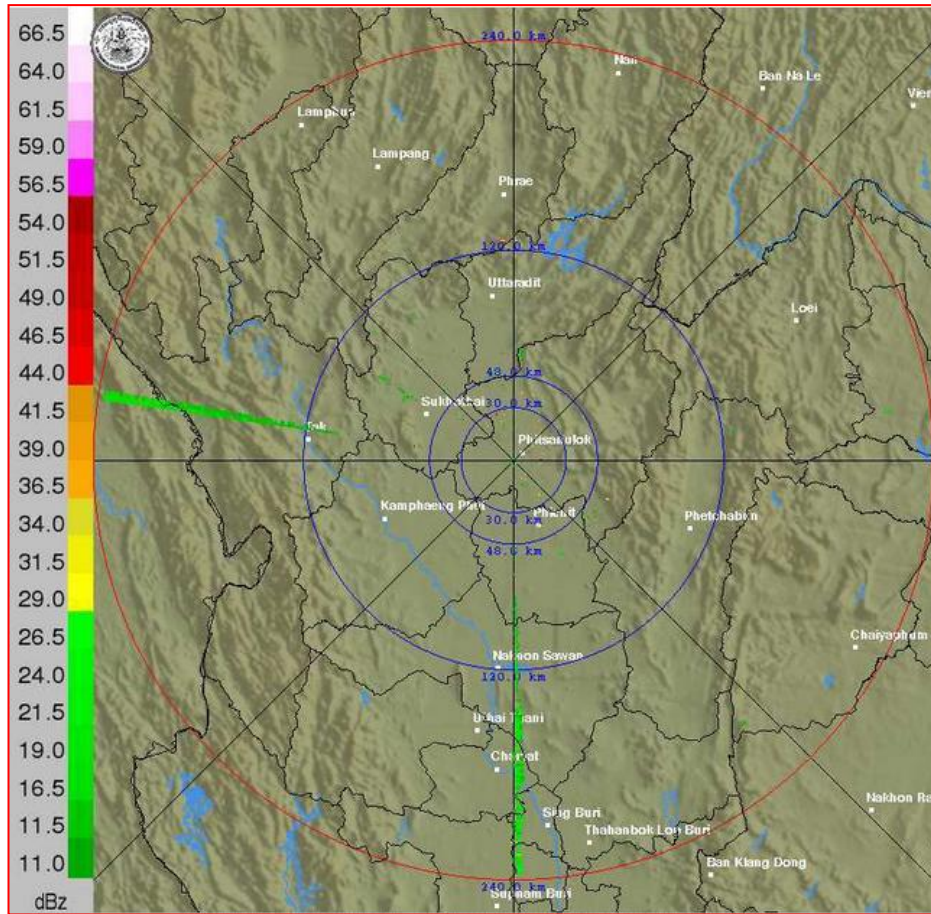 66.5
64.0
61.5
59.0
56.5
54.0
51.5
49.0
46.5
44.0
41.5
39.0
36.5
34.0
31.5
29.0
26.5
24.0
21.5
19.0
16.5
11.5
11.0
dBz
240.0 km
Nan
Ban Na Le
Vien
Lamphun
Lampang
Phrae
120.0 km
Uttaradit
Loei
48.0 km
30.0 km
Sukhothai
Tak
Phitsanulok
Kamphaeng Phet
Phichit
30.0 km
48.0 km
Phetchabun
Chaiyaphum
Nakhon Sawan
120.0 km
Uthai Thani
Chainat
Sing Buri
Nakhon Ra
Thahanbok Lop Buri
Ban Klang Dong
240.0 km
Suphan Buri